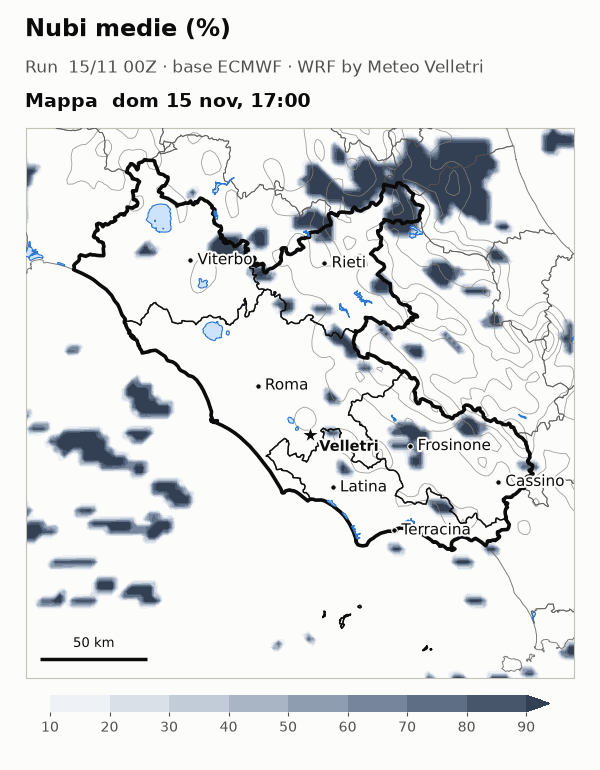 Nubi medie (%)
Run  15/11 00Z · base ECMWF · WRF by Meteo Velletri
Mappa  dom 15 nov, 17:00
Viterbo
Rieti
Roma
Velletri
Frosinone
Latina
Cassino
Terracina
50 km
10 20 30 40 50 60 70 80 90